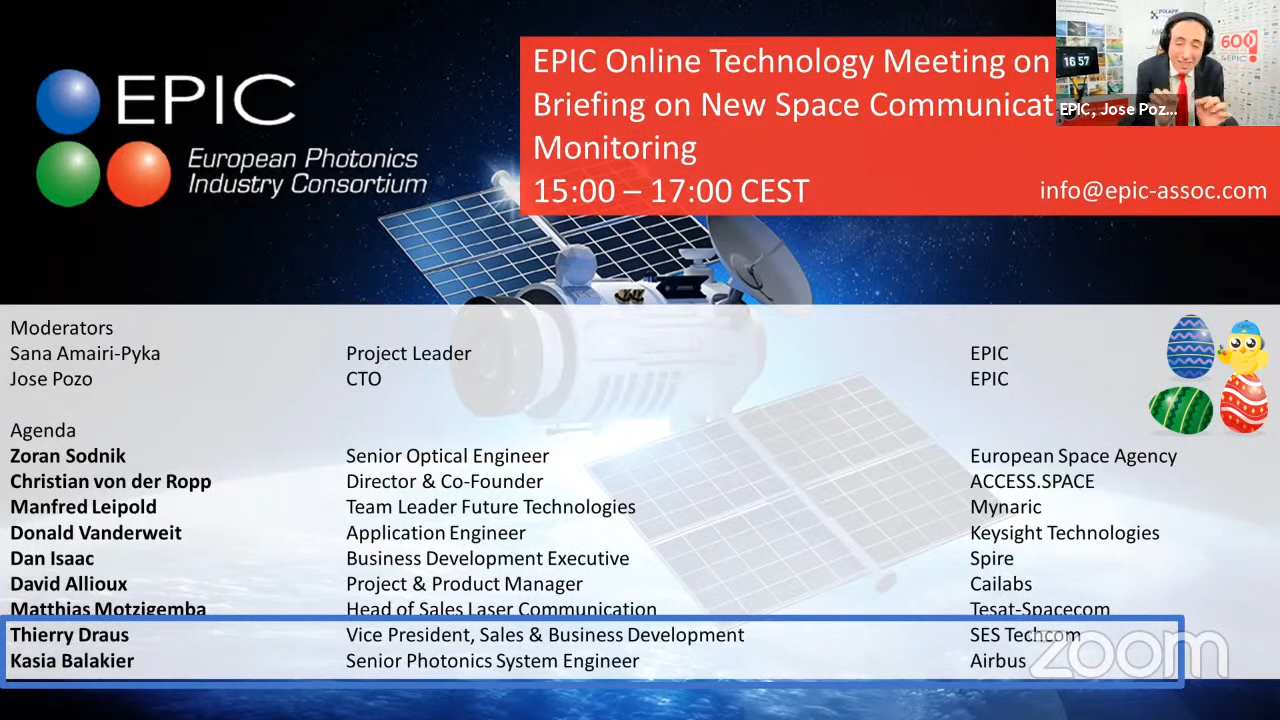 EPIC
European Photonics
Industry Consortium
EPIC Online Technology Meeting on
Briefing on New Space Communicat
Monitoring
15:00 – 17:00 CEST
info@epic-assoc.com
16 57
600
EPIC
EPIC, Jose Poz...
Moderators
Sana Amairi-Pyka Project Leader EPIC
Jose Pozo CTO EPIC
Agenda
Zoran Sodnik Senior Optical Engineer European Space Agency
Christian von der Ropp Director & Co-Founder ACCESS.SPACE
Manfred Leipold Team Leader Future Technologies Mynaric
Donald Vanderweit Application Engineer Keysight Technologies
Dan Isaac Business Development Executive Spire
David Allioux Project & Product Manager Cailabs
Matthias Motzigemba Head of Sales Laser Communication Tesat-Spacecom
Thierry Draus Vice President, Sales & Business Development SES Techcom
Kasia Balakier Senior Photonics System Engineer Airbus
zoom